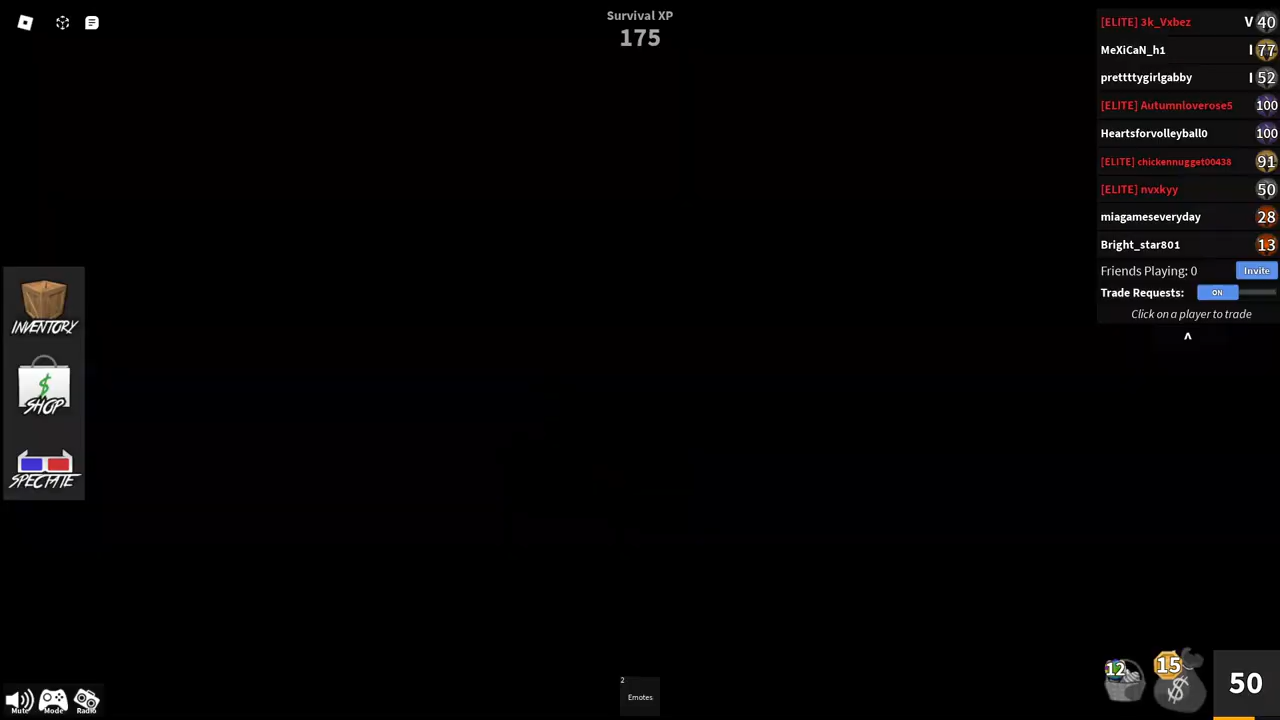 Survival XP
175
[ELITE] 3k_Vxbez V 40
MeXiCaN_h1 I 77
prettttygirlgabby I 52
[ELITE] Autumnloverose5 100
Heartsforvolleyball0 100
[ELITE] chickennugget00438 91
[ELITE] nvxkyy 50
miagameseveryday 28
Bright_star801 13
Friends Playing: 0 Invite
Trade Requests: ON
Click on a player to trade
^
INVENTORY
$
SHOP
SPECTATE
Mute
Mode
Radio
2
Emotes
12
15
$
50